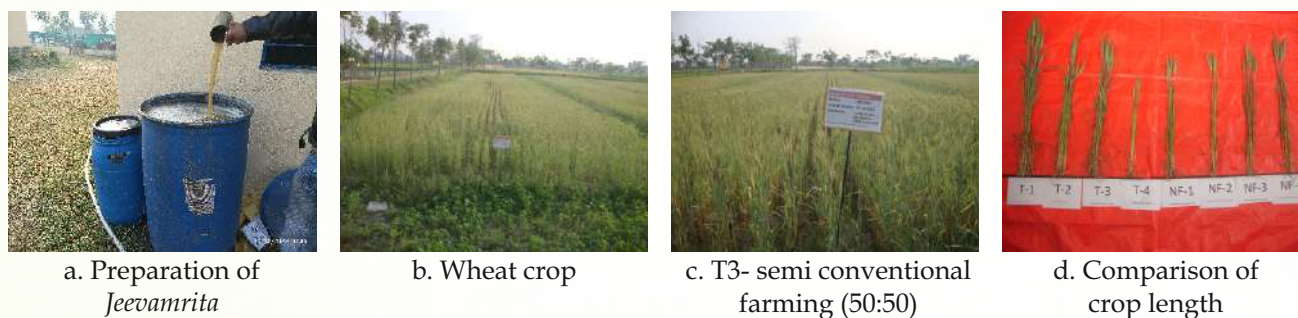 T-1
T-2
T-3
T-4
NF-1
NF-2
NF-3
a. Preparation of
Jeevamrita
b. Wheat crop
c. T3- semi conventional
farming (50:50)
d. Comparison of
crop length